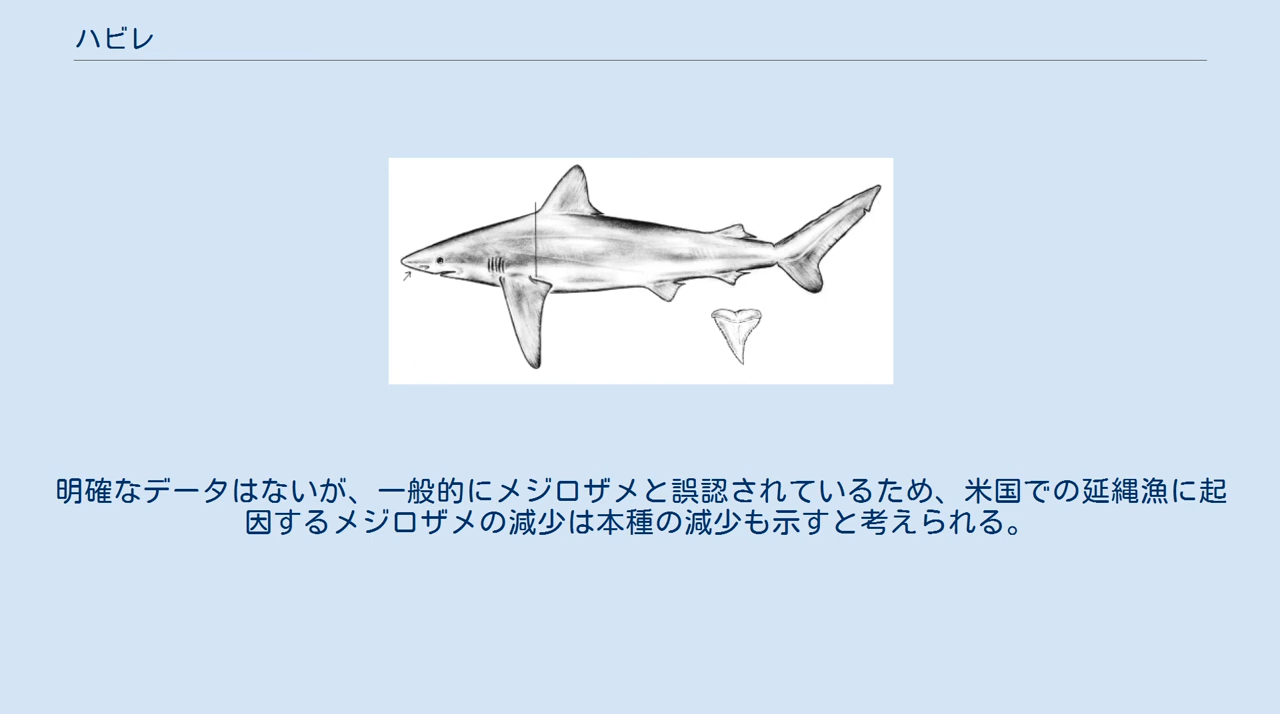 ハビレ
明確なデータはないが、一般的にメジロザメと誤認されているため、米国での延縄漁に起
因するメジロザメの減少は本種の減少も示すと考えられる。